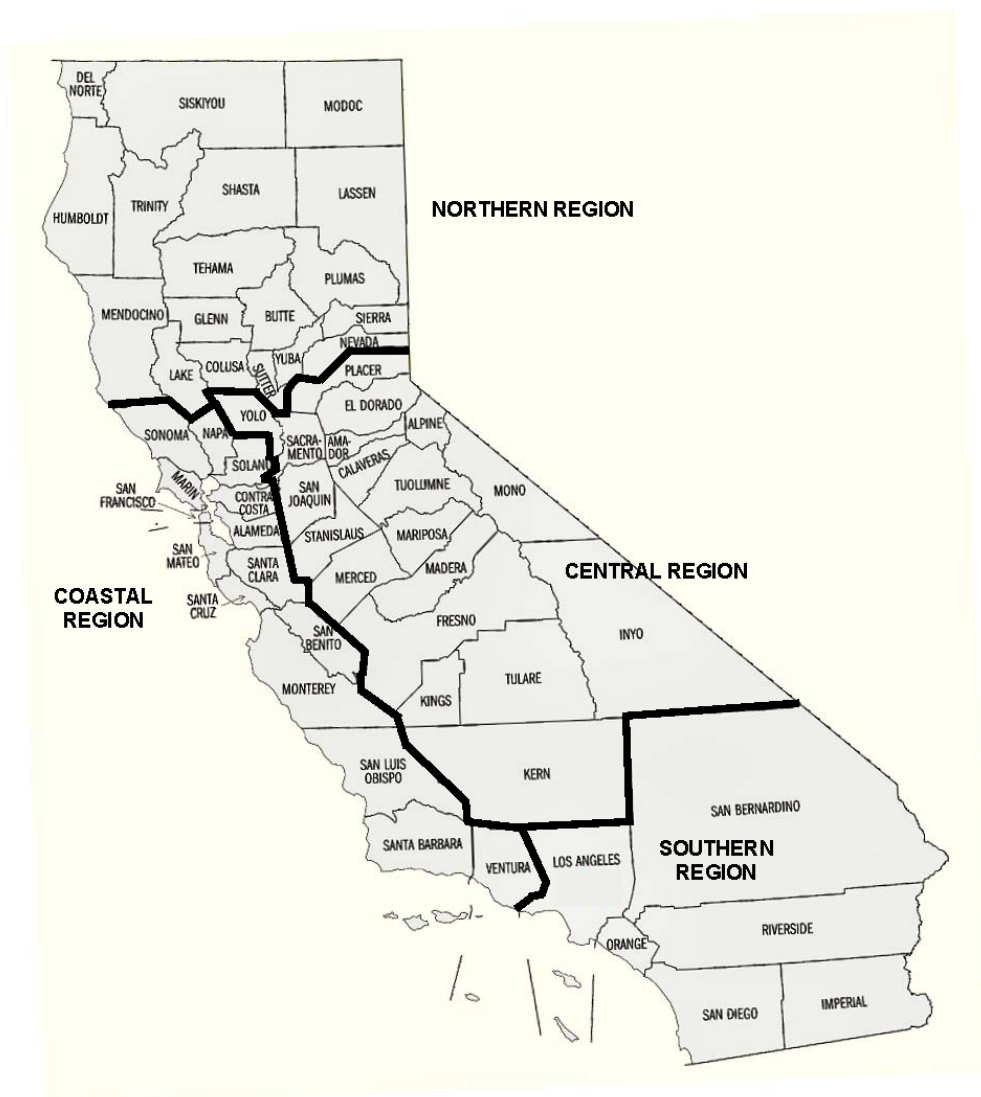 DEL
NORTE
SISKIYOU
MODOC
HUMBOLDT
TRINITY
SHASTA
LASSEN
NORTHERN REGION
TEHAMA
PLUMAS
MENDOCINO
GLENN
BUTTE
SIERRA
NEVADA
LAKE
COLUSA
SUTTER
YUBA
PLACER
YOLO
EL DORADO
SONOMA
NAPA
SACRA-
MENTO
AMA-
DOR
ALPINE
SOLANO
CALAVERAS
MARIN
SAN
FRANCISCO
CONTRA
COSTA
SAN
JOAQUIN
TUOLUMNE
MONO
ALAMEDA
STANISLAUS
MARIPOSA
SAN
MATEO
SANTA
CLARA
MERCED
MADERA
CENTRAL REGION
COASTAL
REGION
SANTA
CRUZ
SAN
BENITO
FRESNO
INYO
MONTEREY
KINGS
TULARE
SAN LUIS
OBISPO
KERN
SAN BERNARDINO
SANTA BARBARA
VENTURA
LOS ANGELES
SOUTHERN
REGION
ORANGE
RIVERSIDE
SAN DIEGO
IMPERIAL